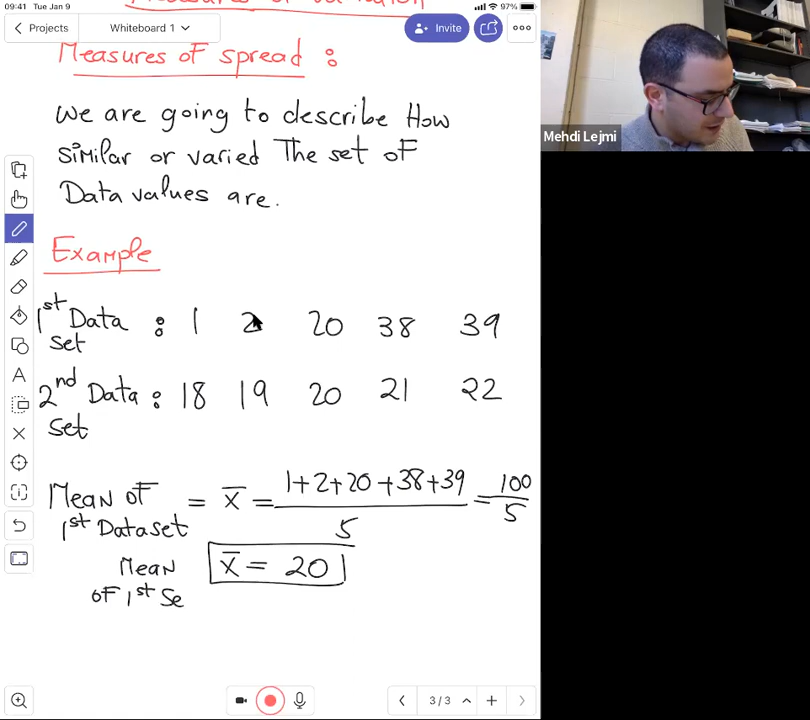 09:41 Tue Jan 9
97%
Projects
Whiteboard 1
Invite
Measures of variation
Measures of spread :
We are going to describe How
similar or varied The set of
Data values are.
Example
1st Data set : 1 2 20 38 39
2nd Data set : 18 19 20 21 22
Mean of 1st Dataset = x̄ = (1+2+20+38+39)/5 = 100/5
Mean of 1st Se x̄ = 20
Mehdi Lejmi
A
3/3